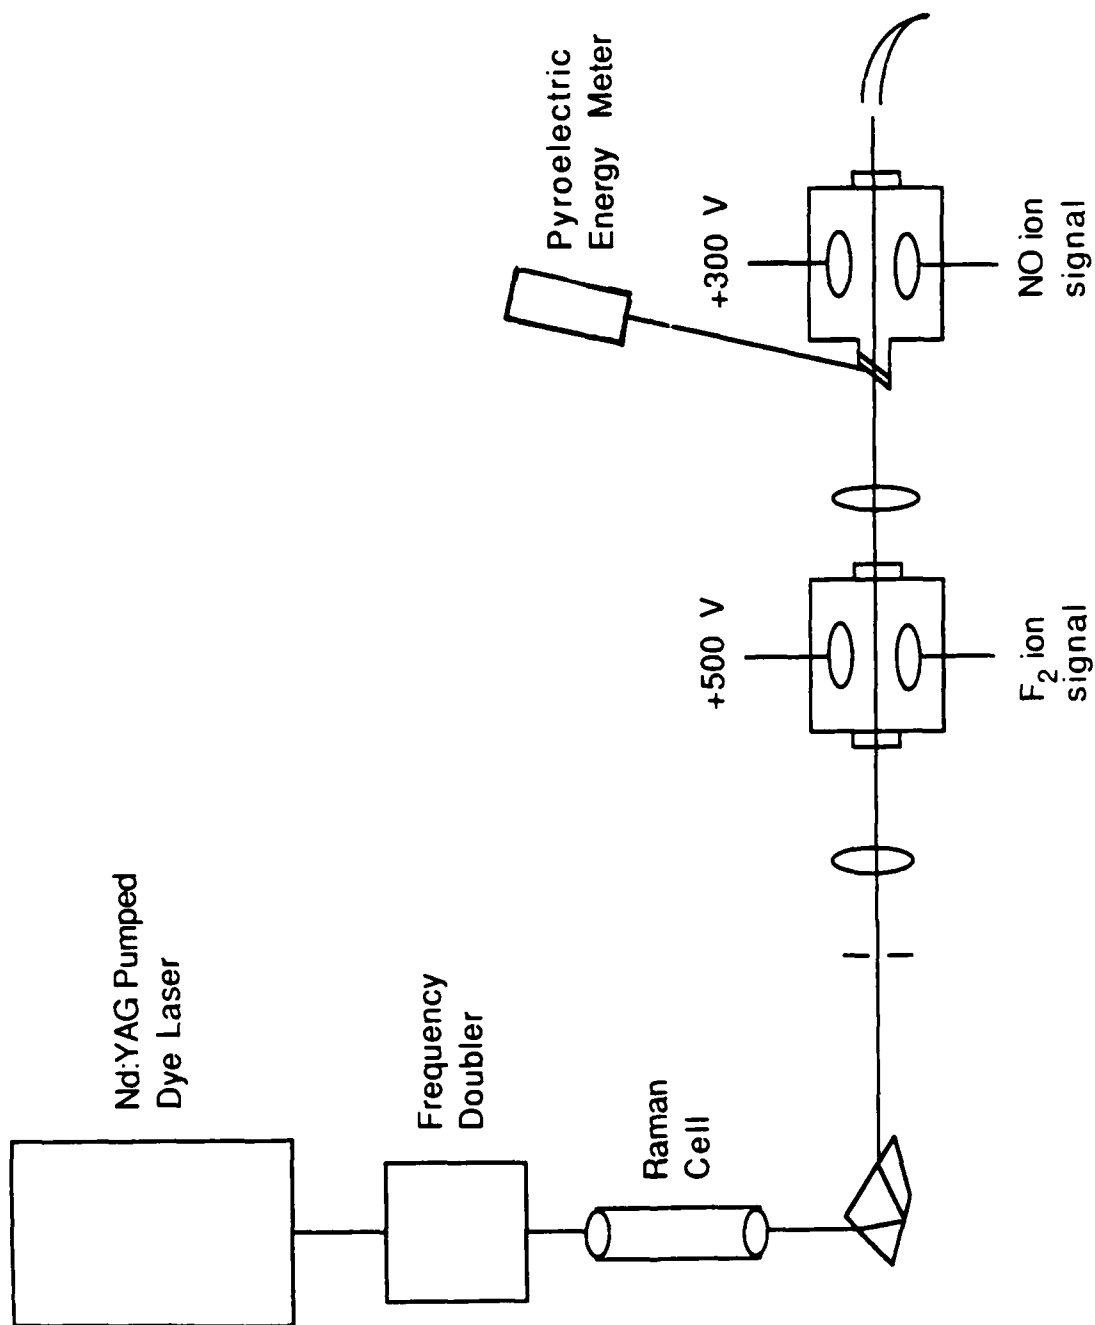 Nd:YAG Pumped
Dye Laser
Frequency
Doubler
Raman
Cell
+500 V
F2 ion
signal
+300 V
NO ion
signal
Pyroelectric
Energy Meter